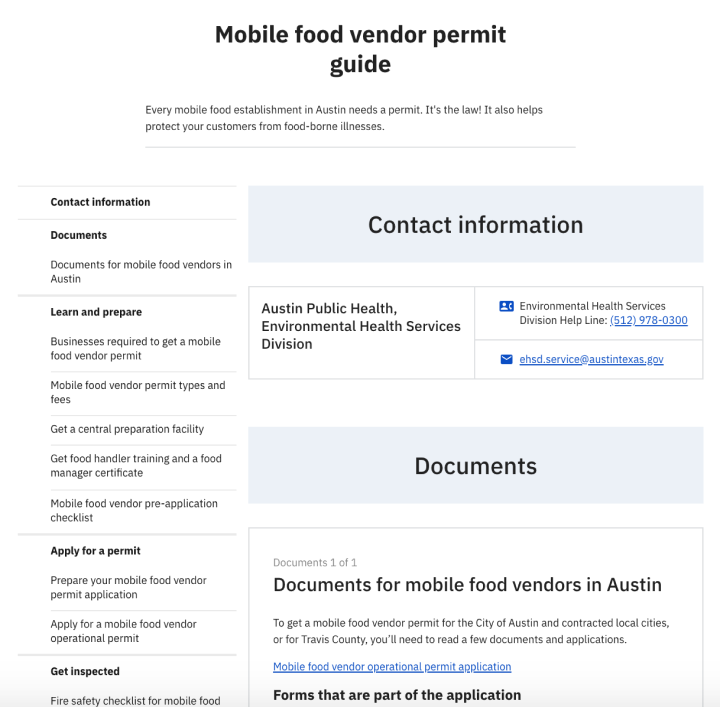 Mobile food vendor permit
guide
Every mobile food establishment in Austin needs a permit. It's the law! It also helps
protect your customers from food-borne illnesses.
Contact information
Documents
Documents for mobile food vendors in
Austin
Learn and prepare
Businesses required to get a mobile
food vendor permit
Mobile food vendor permit types and
fees
Get a central preparation facility
Get food handler training and a food
manager certificate
Mobile food vendor pre-application
checklist
Apply for a permit
Prepare your mobile food vendor
permit application
Apply for a mobile food vendor
operational permit
Get inspected
Fire safety checklist for mobile food
Contact information
Austin Public Health,
Environmental Health Services
Division
Environmental Health Services
Division Help Line: (512) 978-0300
ehsd.service@austintexas.gov
Documents
Documents 1 of 1
Documents for mobile food vendors in Austin
To get a mobile food vendor permit for the City of Austin and contracted local cities,
or for Travis County, you’ll need to read a few documents and applications.
Mobile food vendor operational permit application
Forms that are part of the application